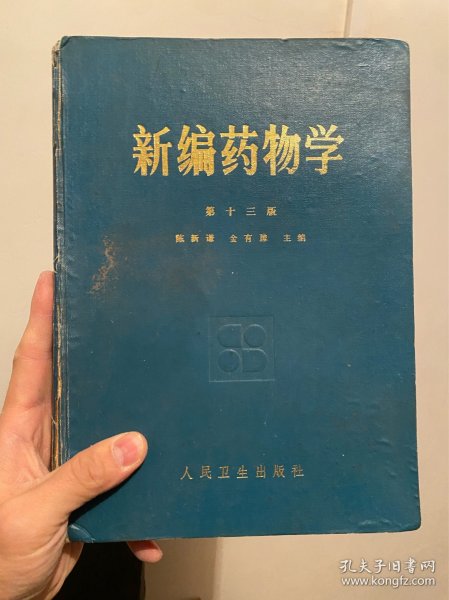 新编药物学
第十三版
陈新谦 金有豫 主编
人民卫生出版社
孔夫子旧书网
www.kongfz.com